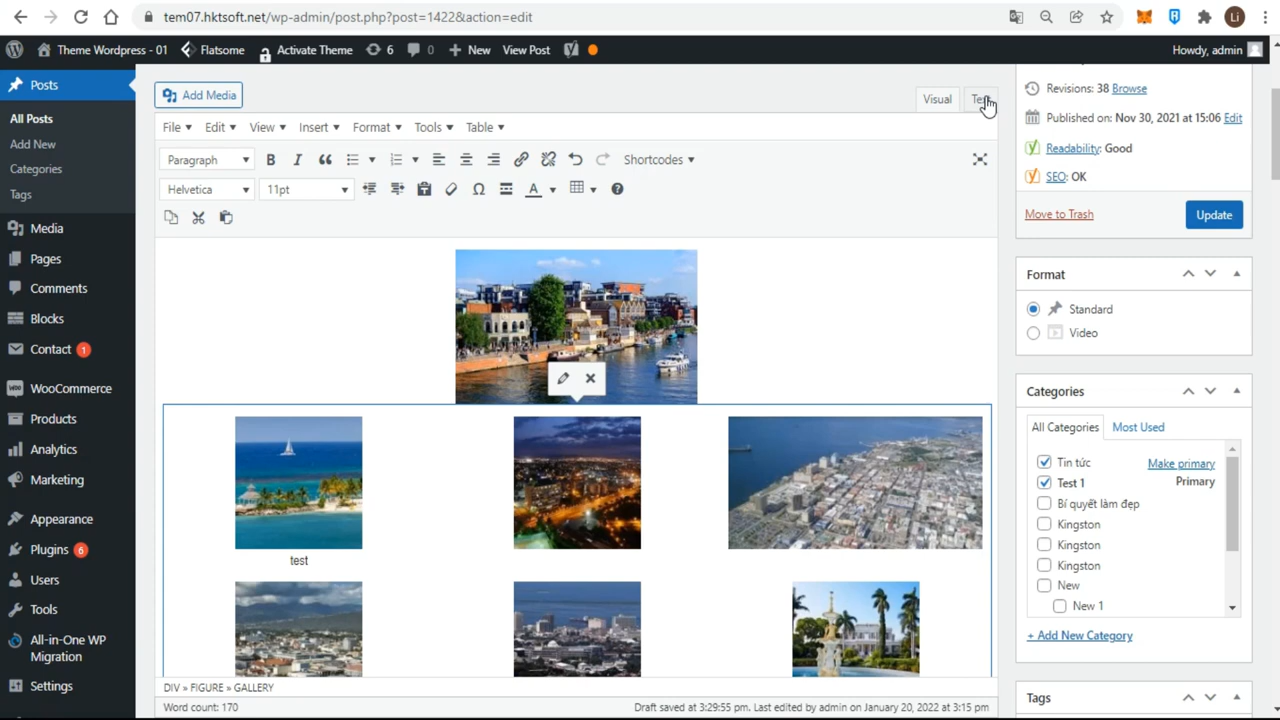 tem07.hktsoft.net/wp-admin/post.php?post=1422&action=edit
Li
Theme Wordpress - 01
Flatsome
Activate Theme
6
0
New
View Post
Howdy, admin
Posts
All Posts
Add New
Categories
Tags
Media
Pages
Comments
Blocks
Contact 1
WooCommerce
Products
Analytics
Marketing
Appearance
Plugins 6
Users
Tools
All-in-One WP
Migration
Settings
Add Media
Visual
File Edit View Insert Format Tools Table
Paragraph
Shortcodes
Helvetica 11pt
test
DIV » FIGURE » GALLERY
Word count: 170
Draft saved at 3:29:55 pm. Last edited by admin on January 20, 2022 at 3:15 pm
Revisions: 38 Browse
Published on: Nov 30, 2021 at 15:06 Edit
Readability: Good
SEO: OK
Move to Trash
Update
Format
Standard
Video
Categories
All Categories
Most Used
Tin tức
Make primary
Test 1
Primary
Bí quyết làm đẹp
Kingston
Kingston
Kingston
New
New 1
+ Add New Category
Tags